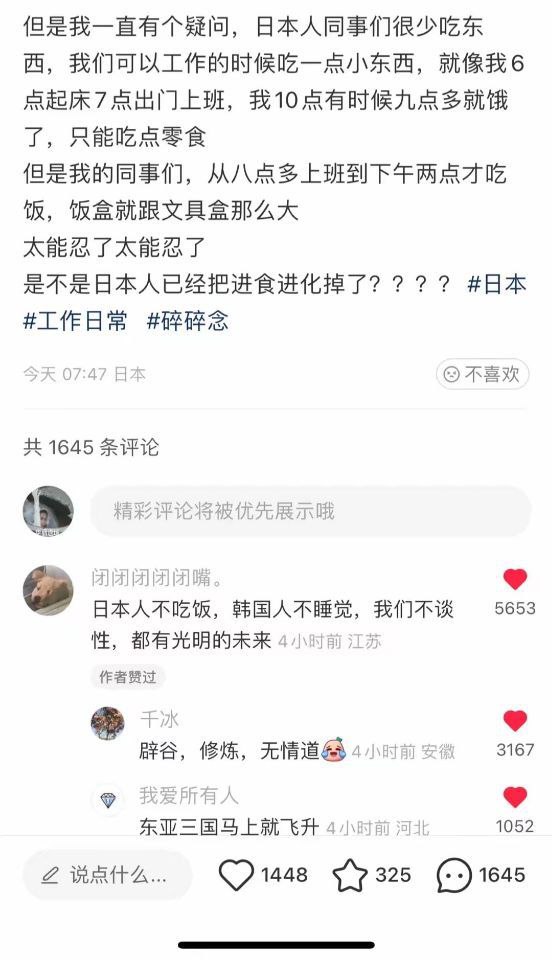 但是我一直有个疑问，日本人同事们很少吃东
西，我们可以工作的时候吃一点小东西，就像我6
点起床7点出门上班，我10点有时候九点多就饿
了，只能吃点零食
但是我的同事们，从八点多上班到下午两点才吃
饭，饭盒就跟文具盒那么大
太能忍了太能忍了
是不是日本人已经把进食进化掉了？？？？ #日本
#工作日常 #碎碎念
今天 07:47 日本
不喜欢
共 1645 条评论
精彩评论将被优先展示哦
闭闭闭闭闭嘴。
日本人不吃饭，韩国人不睡觉，我们不谈
性，都有光明的未来 4小时前 江苏
5653
作者赞过
千冰
辟谷，修炼，无情道 4小时前 安徽
3167
我爱所有人
东亚三国马上就飞升 4小时前 河北
1052
说点什么... 1448 325 1645